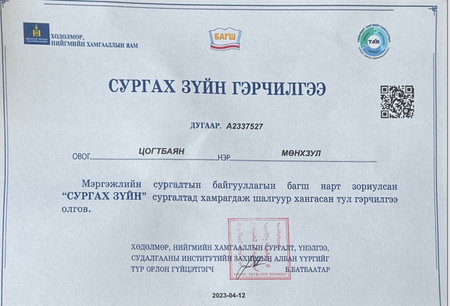 ХӨДӨЛМӨР,
НИЙГМИЙН ХАМГААЛЛЫН ЯАМ
БАГШ
СУРГАХ ЗҮЙН ГЭРЧИЛГЭЭ
ДУГААР. A2337527
ОВОГ ЦОГТБАЯН НЭР МӨНХЗУЛ
Мэргэжлийн сургалтын байгууллагын багш нарт зориулсан
“СУРГАХ ЗҮЙН” сургалтад хамрагдаж шалгуур хангасан тул гэрчилгээ
олгов.
ХӨДӨЛМӨР, НИЙГМИЙН ХАМГААЛЛЫН СУРГАЛТ, ҮНЭЛГЭЭ,
СУДАЛГААНЫ ИНСТИТУТИЙН ЗАХИРЛЫН АЛБАН ҮҮРГИЙГ
ТҮР ОРЛОН ГҮЙЦЭТГЭГЧ Б.БАТБААТАР
2023-04-12